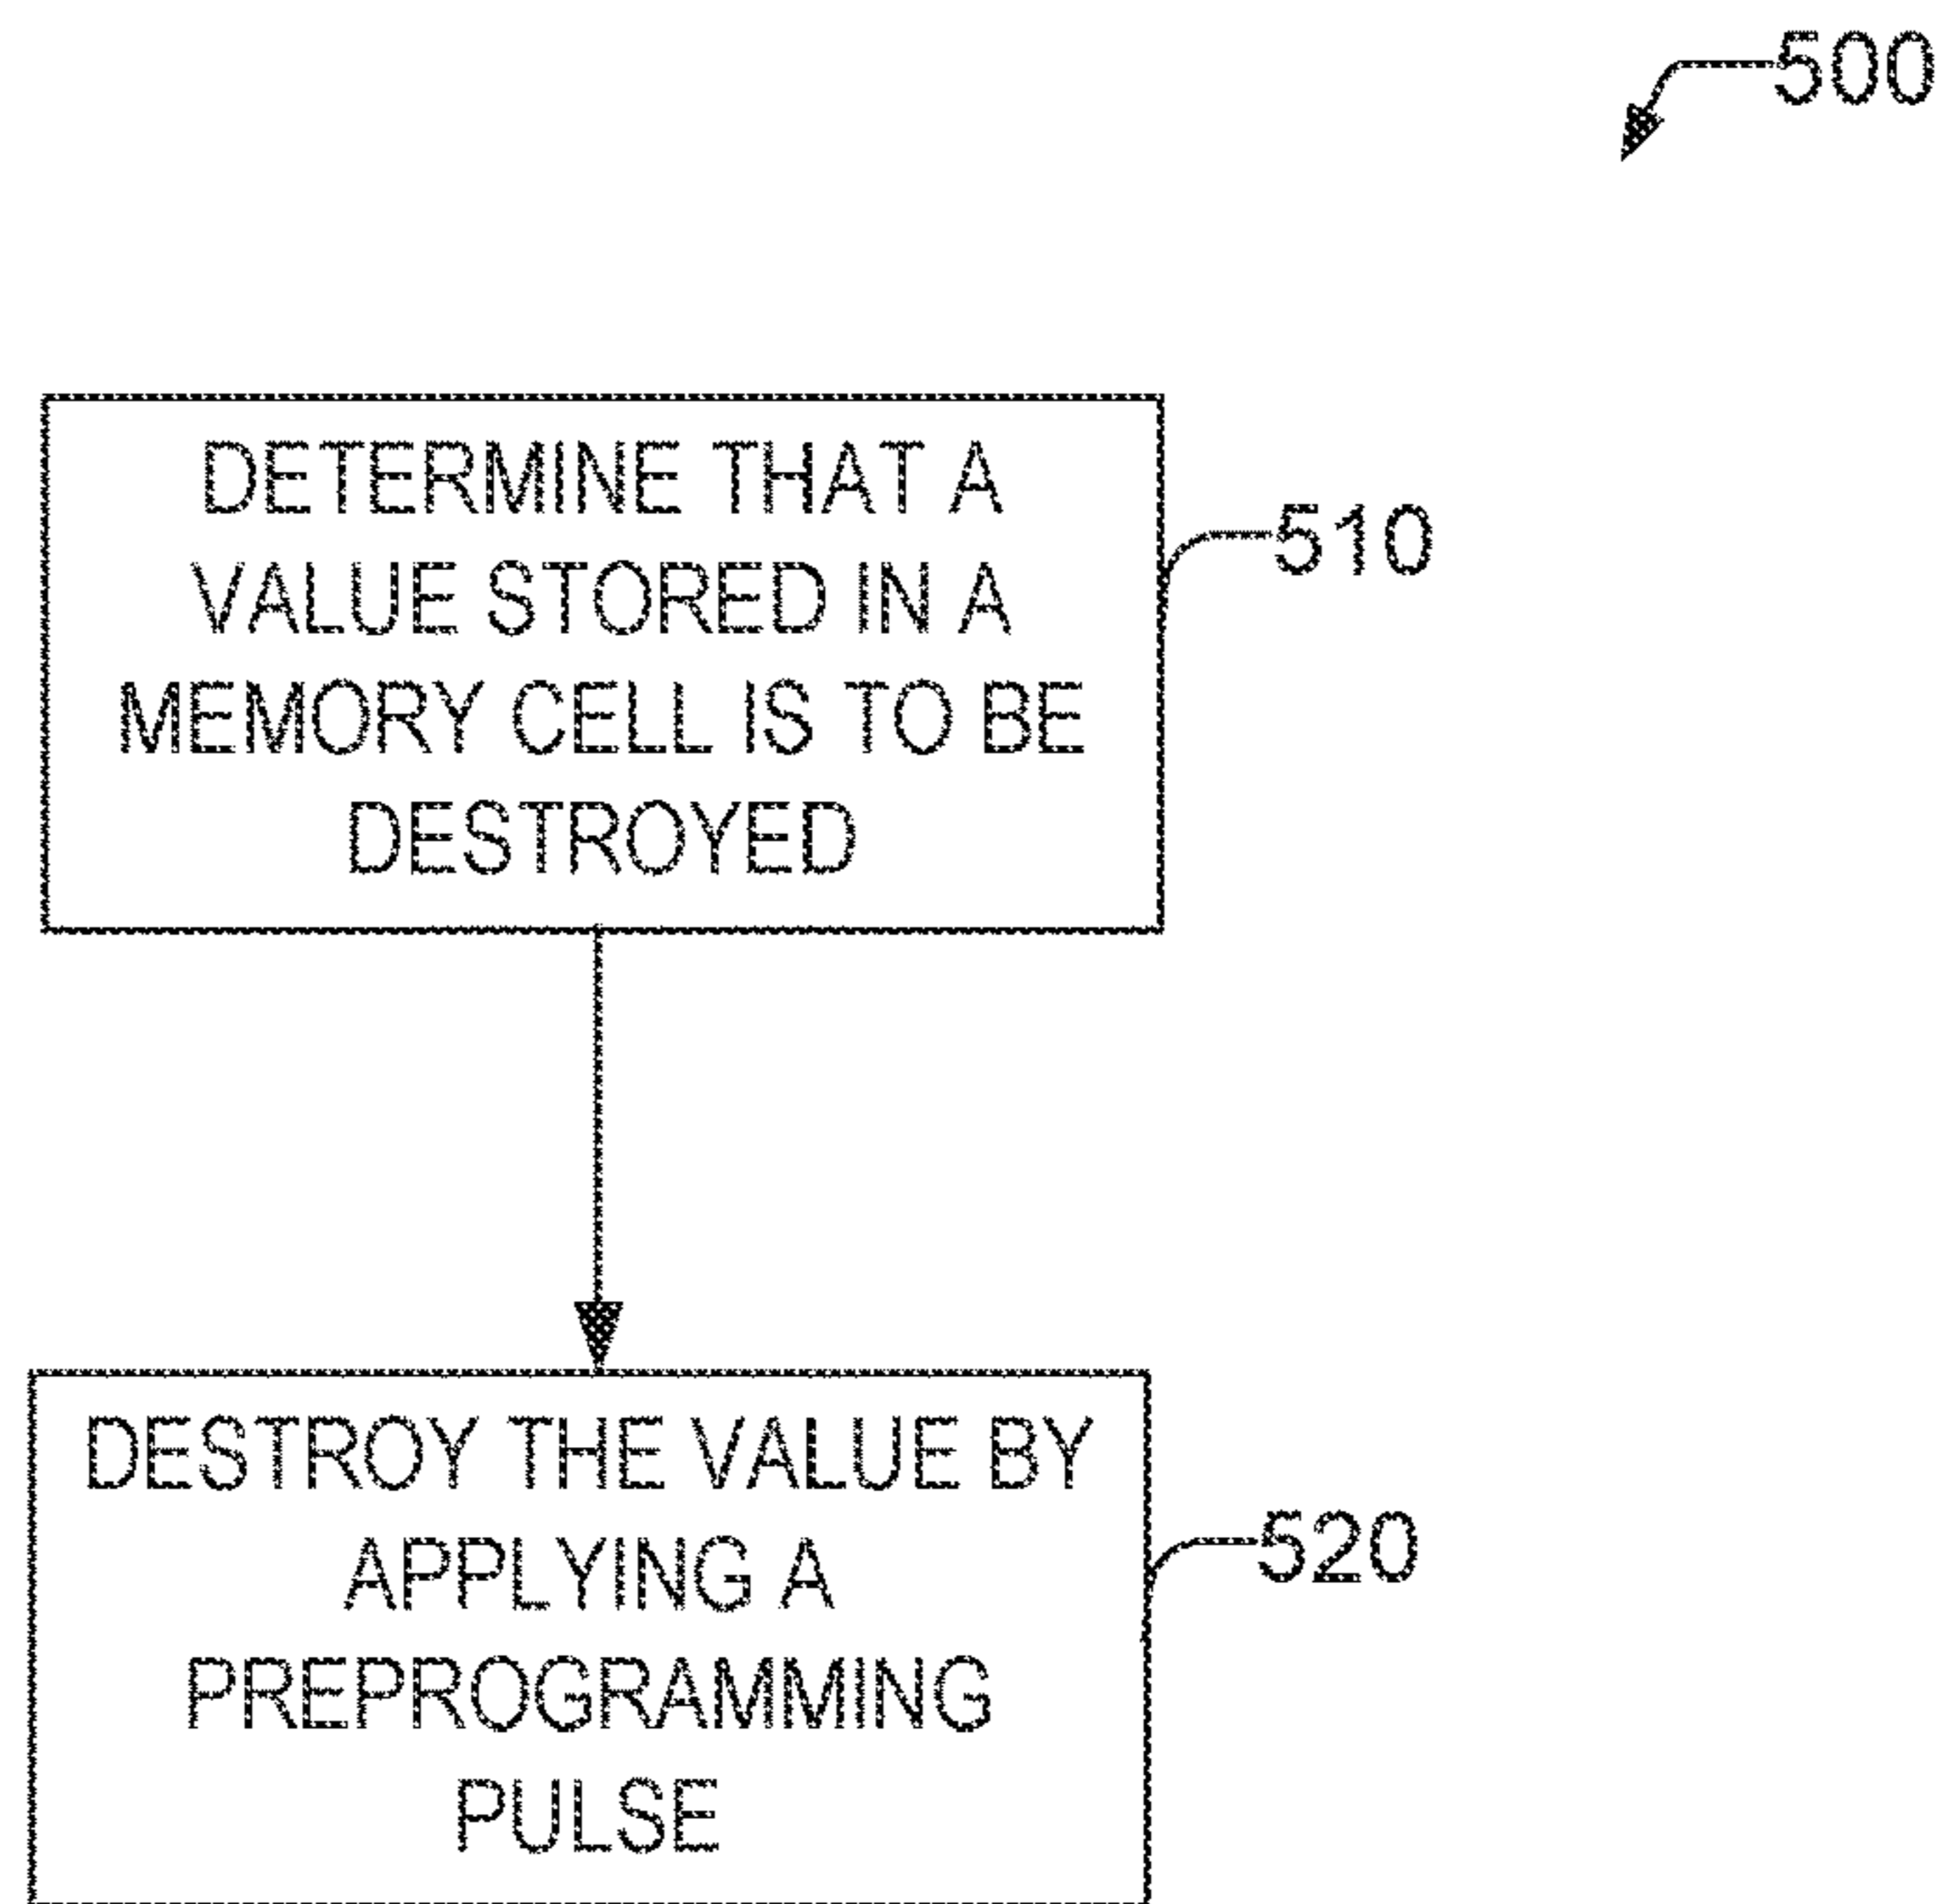 500
DETERMINE THAT A
VALUE STORED IN A
MEMORY CELL IS TO BE
DESTROYED
510
DESTROY THE VALUE BY
APPLYING A
PREPROGRAMMING
PULSE
520